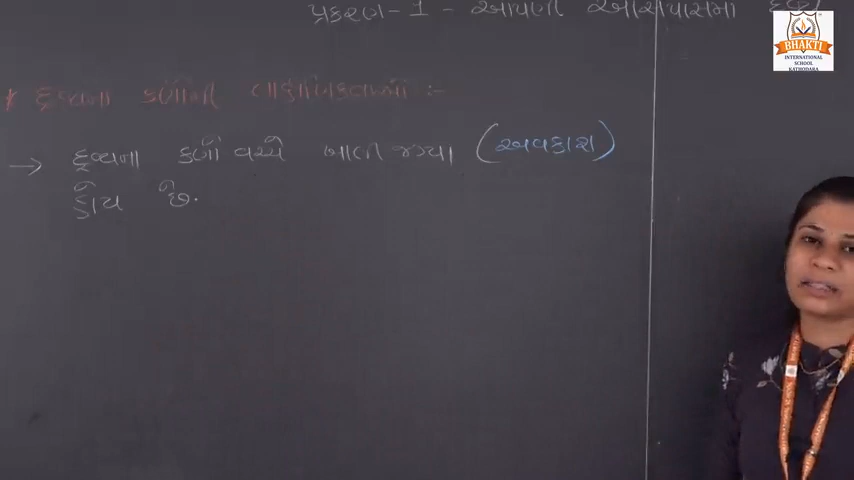 પ્રકરણ - 1 - આપણી આસપાસમાં
BHAKTI
INTERNATIONAL
SCHOOL
KATHODARA
* દ્રવ્યના કણોની લાક્ષણિકતાઓ :-
→ દ્રવ્યના કણો વચ્ચે ખાલી જગ્યા (અવકાશ)
હોય છે.